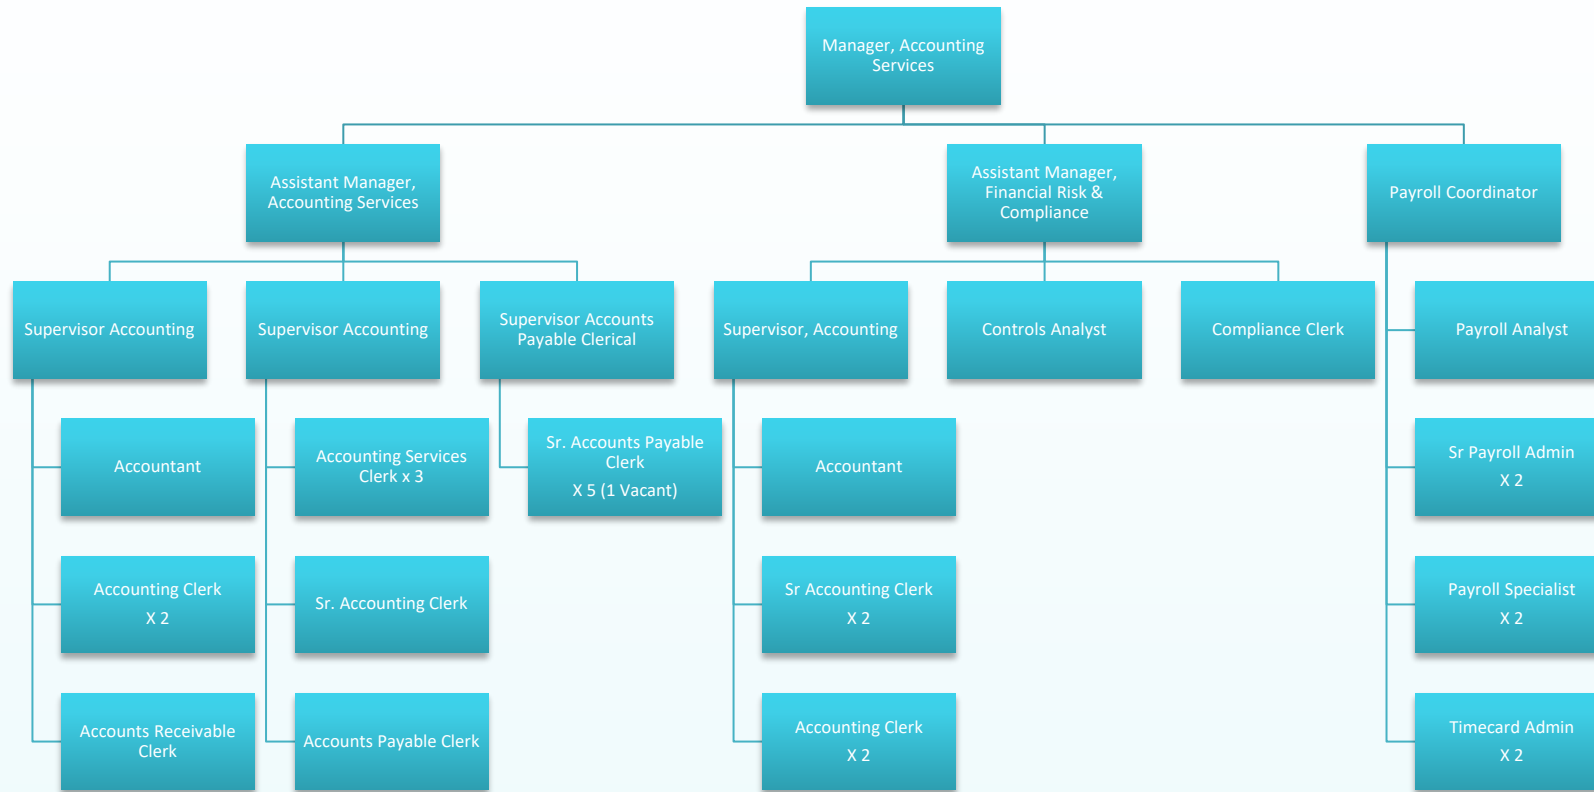 Manager, Accounting
Services
Assistant Manager,
Accounting Services
Assistant Manager,
Financial Risk &
Compliance
Payroll Coordinator
Supervisor Accounting
Supervisor Accounting
Supervisor Accounts
Payable Clerical
Supervisor, Accounting
Controls Analyst
Compliance Clerk
Payroll Analyst
Accountant
Accounting Services
Clerk x 3
Sr. Accounts Payable
Clerk
X 5 (1 Vacant)
Accountant
Sr Payroll Admin
X 2
Accounting Clerk
X 2
Sr. Accounting Clerk
Sr Accounting Clerk
X 2
Payroll Specialist
X 2
Accounts Receivable
Clerk
Accounts Payable Clerk
Accounting Clerk
X 2
Timecard Admin
X 2